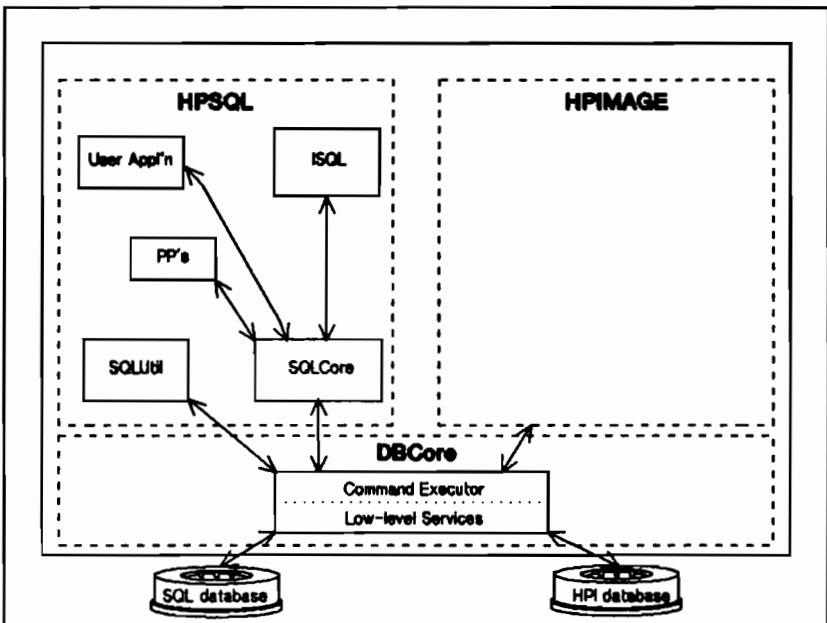 HPSQL
HPIMAGE
User Appl'n
ISQL
PP's
SQLUtil
SQLCore
DBCore
Command Executor
Low-level Services
SQL database
HPI database